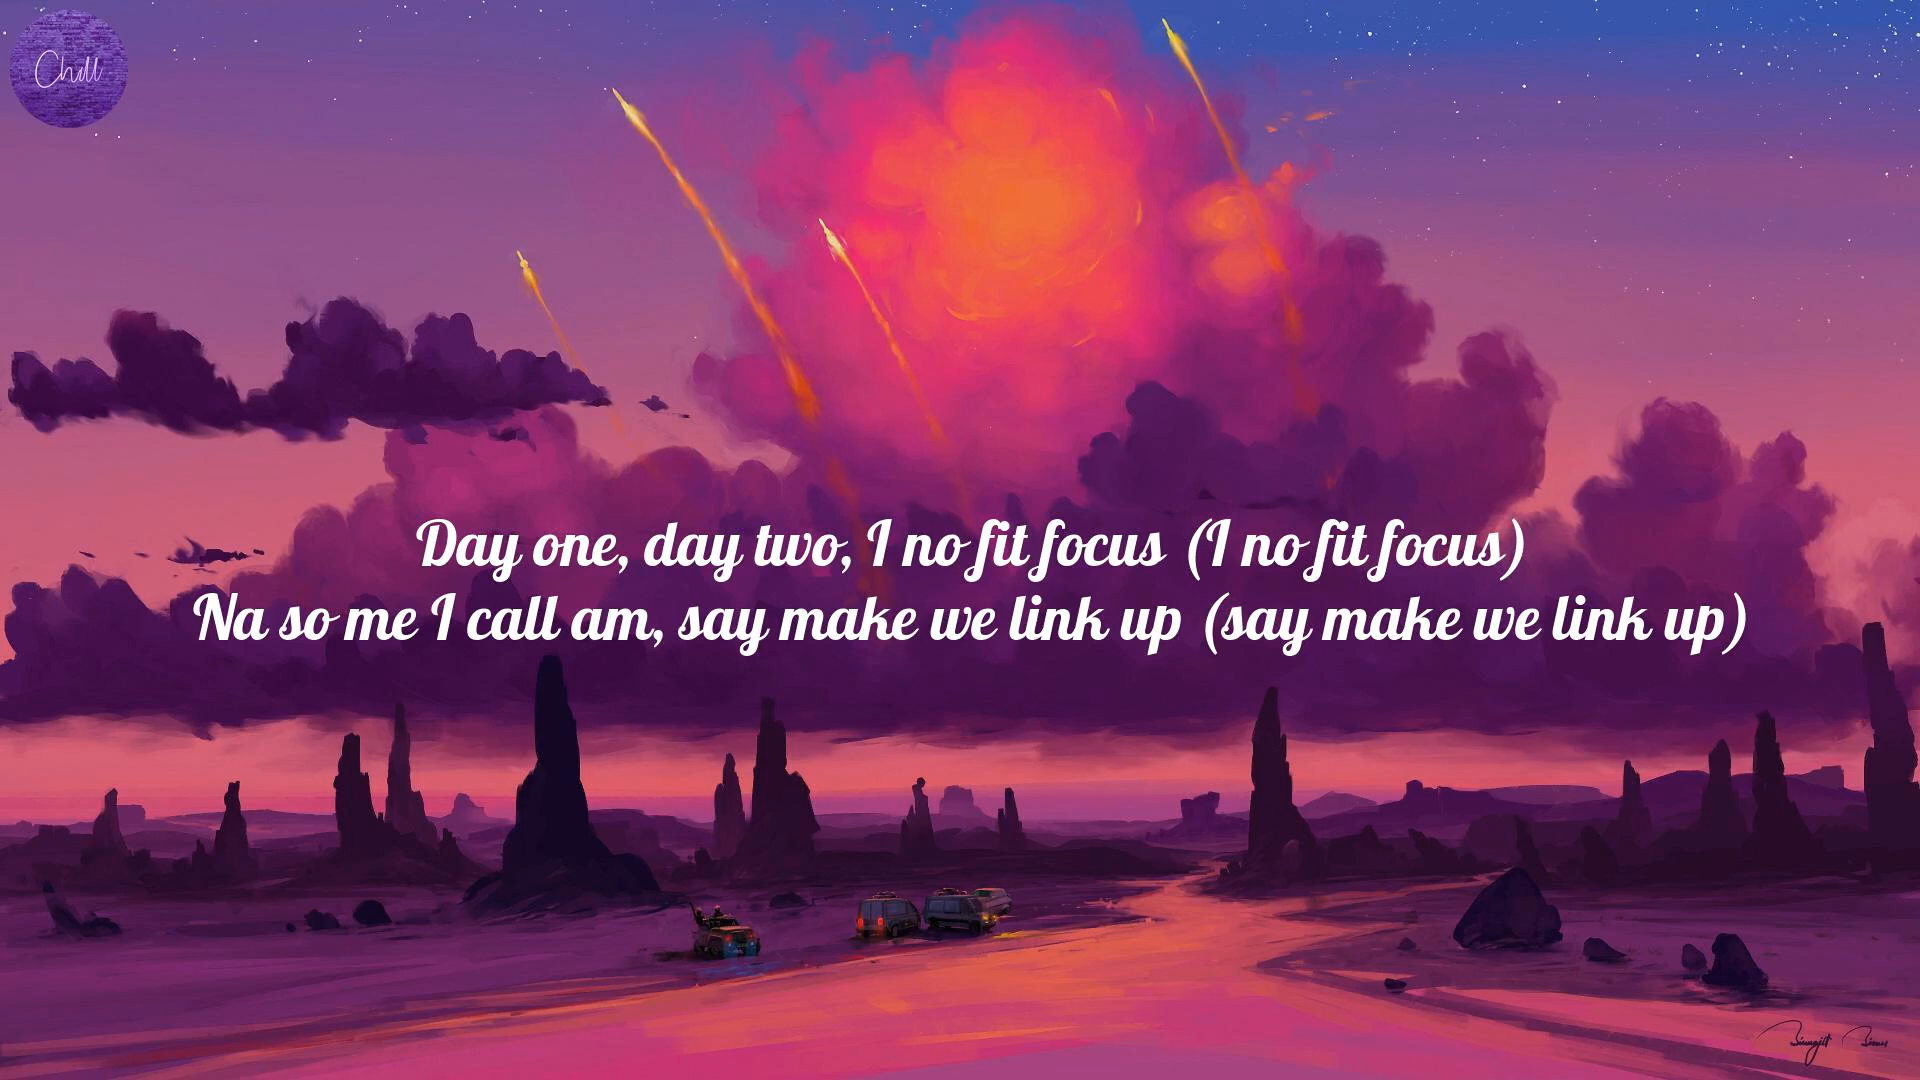 Chill
Day one, day two, I no fit focus (I no fit focus)
Na so me I call am, say make we link up (say make we link up)